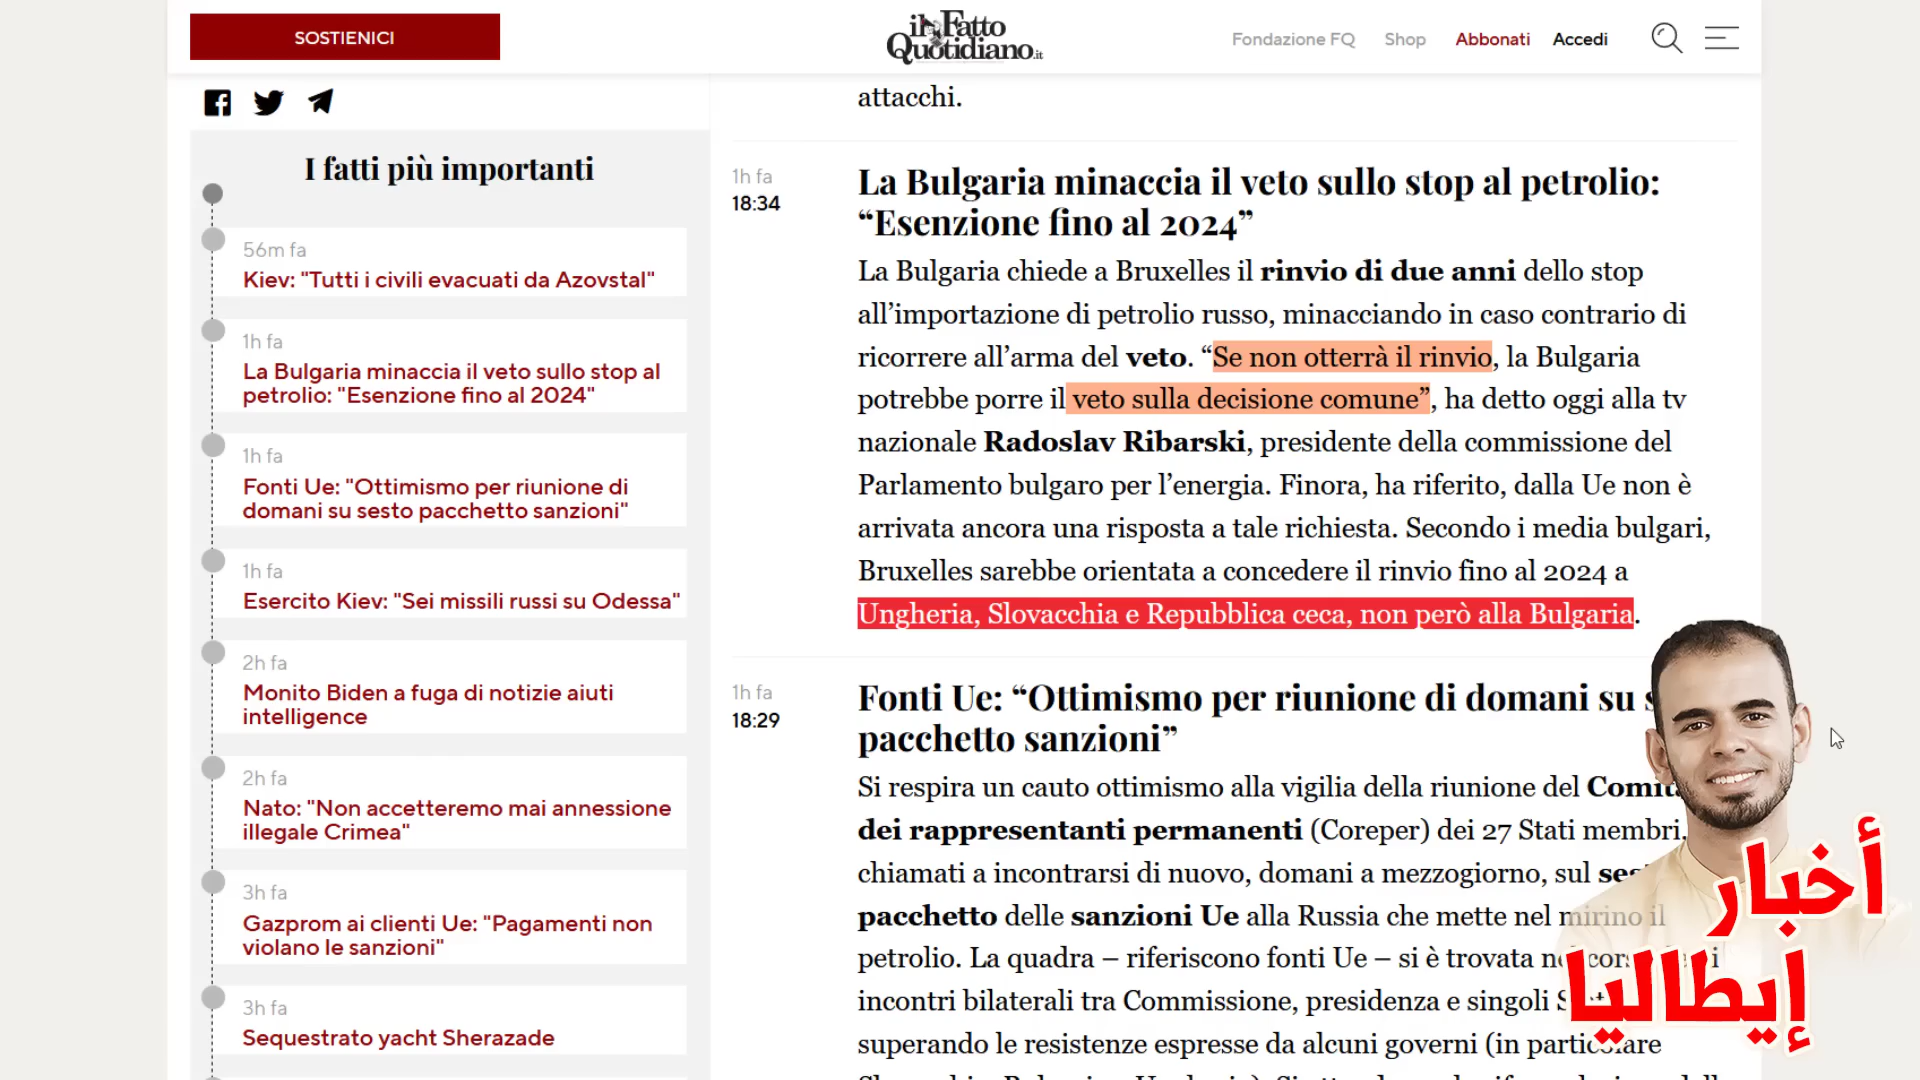 SOSTIENICI
il Fatto
Quotidiano.it
Fondazione FQ
Shop
Abbonati
Accedi
I fatti più importanti
56m fa
Kiev: "Tutti i civili evacuati da Azovstal"
1h fa
La Bulgaria minaccia il veto sullo stop al
petrolio: "Esenzione fino al 2024"
1h fa
Fonti Ue: "Ottimismo per riunione di
domani su sesto pacchetto sanzioni"
1h fa
Esercito Kiev: "Sei missili russi su Odessa"
2h fa
Monito Biden a fuga di notizie aiuti
intelligence
2h fa
Nato: "Non accetteremo mai annessione
illegale Crimea"
3h fa
Gazprom ai clienti Ue: "Pagamenti non
violano le sanzioni"
3h fa
Sequestrato yacht Sherazade
attacchi.
1h fa
18:34
La Bulgaria minaccia il veto sullo stop al petrolio:
“Esenzione fino al 2024”
La Bulgaria chiede a Bruxelles il rinvio di due anni dello stop
all’importazione di petrolio russo, minacciando in caso contrario di
ricorrere all’arma del veto. “Se non otterrà il rinvio, la Bulgaria
potrebbe porre il veto sulla decisione comune”, ha detto oggi alla tv
nazionale Radoslav Ribarski, presidente della commissione del
Parlamento bulgaro per l’energia. Finora, ha riferito, dalla Ue non è
arrivata ancora una risposta a tale richiesta. Secondo i media bulgari,
Bruxelles sarebbe orientata a concedere il rinvio fino al 2024 a
Ungheria, Slovacchia e Repubblica ceca, non però alla Bulgaria.
1h fa
18:29
Fonti Ue: “Ottimismo per riunione di domani su
pacchetto sanzioni”
Si respira un cauto ottimismo alla vigilia della riunione del
dei rappresentanti permanenti (Coreper) dei 27 Stati membri.
chiamati a incontrarsi di nuovo, domani a mezzogiorno, sul
pacchetto delle sanzioni Ue alla Russia che mette nel mirino il
petrolio. La quadra – riferiscono fonti Ue – si è trovata
incontri bilaterali tra Commissione, presidenza e singoli
superando le resistenze espresse da alcuni governi (in particolare
أخبار
إيطاليا